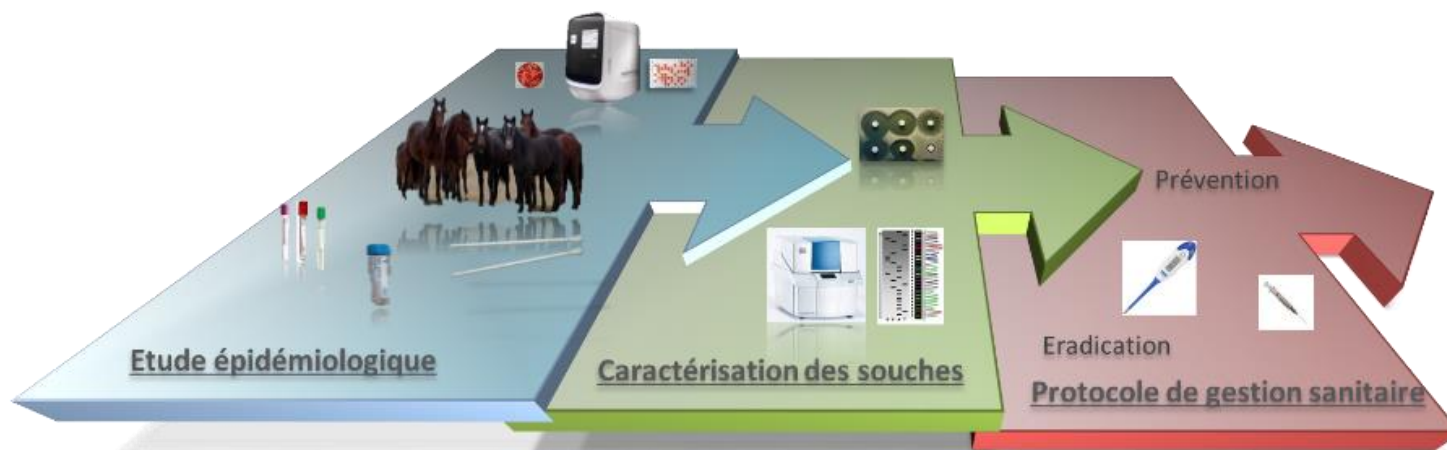 Prévention
Eradication
Etude épidémiologique
Caractérisation des souches
Protocole de gestion sanitaire